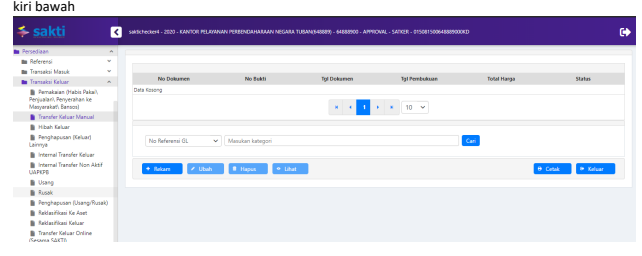 kiri bawah
sakti
saktichecker4 - 2020 - KANTOR PELAYANAN PERBENDAHARAAN NEGARA TUBAN(648889) - 64888900 - APPROVAL - SATKER - 015081500648889000KD
Persediaan
Referensi
Transaksi Masuk
Transaksi Keluar
Pemakaian (Habis Pakai\
Penjualan\ Penyerahan ke
Masyarakat\ Bansos)
Transfer Keluar Manual
Hibah Keluar
Penghapusan (Keluar)
Lainnya
Internal Transfer Keluar
Internal Transfer Non Aktif
UAPKPB
Usang
Rusak
Penghapusan (Usang/Rusak)
Reklasifikasi Ke Aset
Reklasifikasi Keluar
Transfer Keluar Online
(Sesama SAKTI)
No Dokumen No Bukti Tgl Dokumen Tgl Pembukuan Total Harga Status
Data Kosong
1 10
No Referensi GL Masukan kategori Cari
Rekam Ubah Hapus Lihat Cetak Keluar